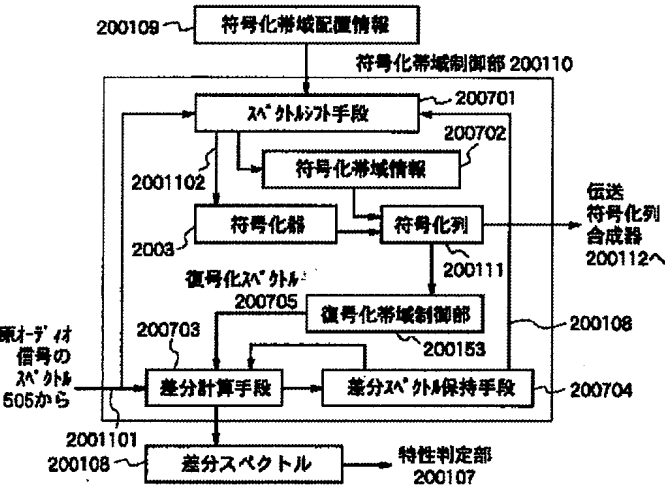 200109
符号化帯域配置情報
符号化帯域制御部 200110
スペクトルシフト手段
200701
200702
符号化帯域情報
2001102
符号化器
2003
符号化列
200111
伝送
符号化列
合成器
200112へ
復号化スペクトル
200705
復号化帯域制御部
200153
200108
200703
原オーディオ
信号の
スペクトル
505から
差分計算手段
差分スペクトル保持手段
200704
2001101
200108
差分スペクトル
特性判定部
200107